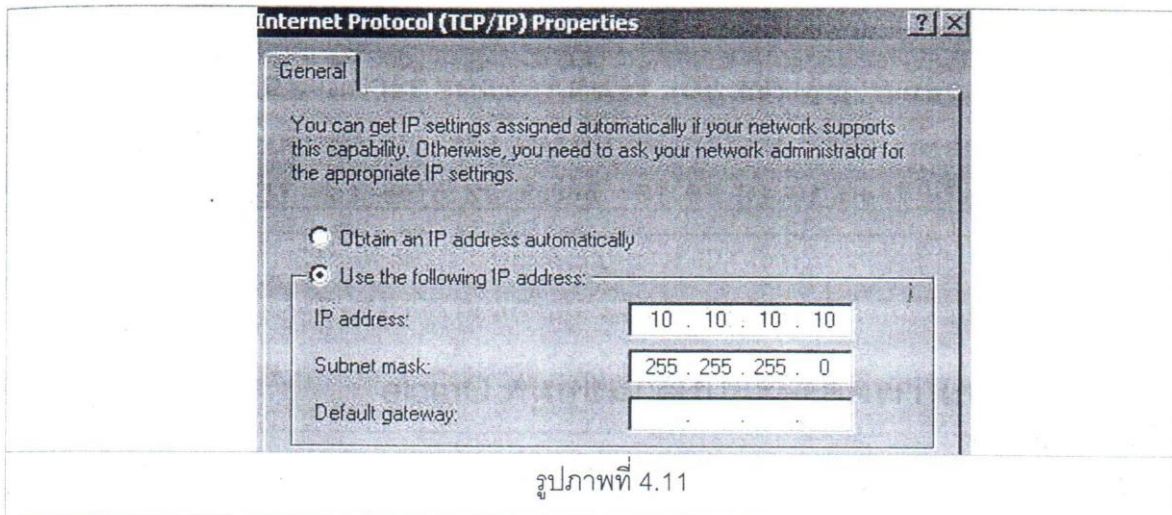 Internet Protocol (TCP/IP) Properties
General
You can get IP settings assigned automatically if your network supports
this capability. Otherwise, you need to ask your network administrator for
the appropriate IP settings.
Obtain an IP address automatically
Use the following IP address:
IP address: 10 . 10 . 10 . 10
Subnet mask: 255 . 255 . 255 . 0
Default gateway: . . .
รูปภาพที่ 4.11